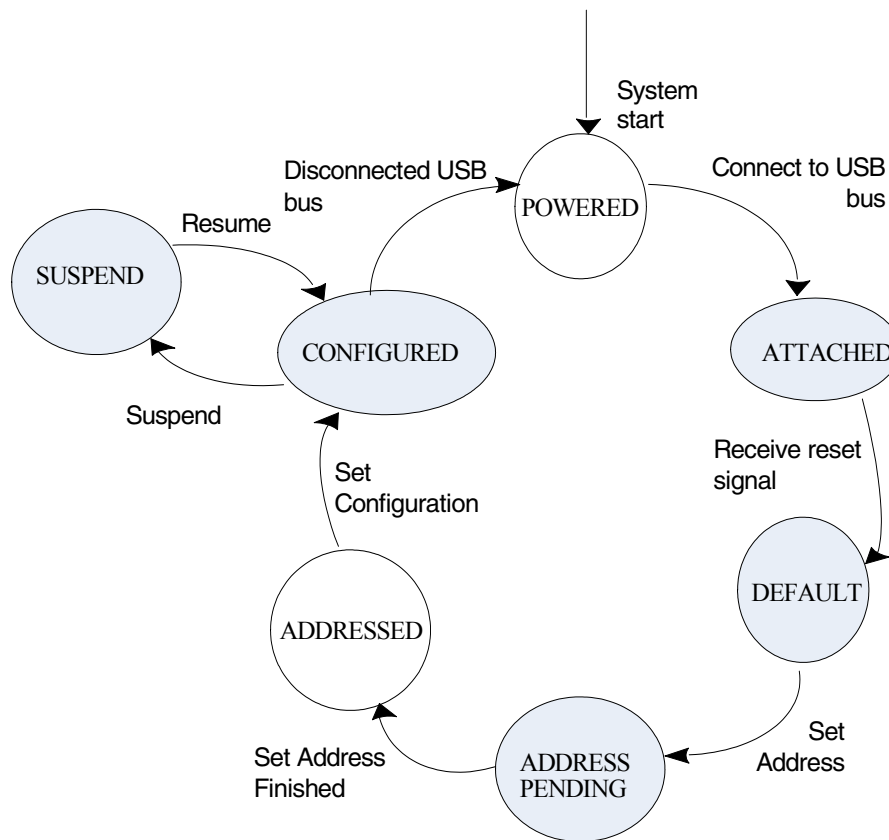 System
start
POWERED
Connect to USB
bus
ATTACHED
Receive reset
signal
DEFAULT
Set
Address
ADDRESS
PENDING
Set Address
Finished
ADDRESSED
Set
Configuration
CONFIGURED
Disconnected USB
bus
Suspend
SUSPEND
Resume